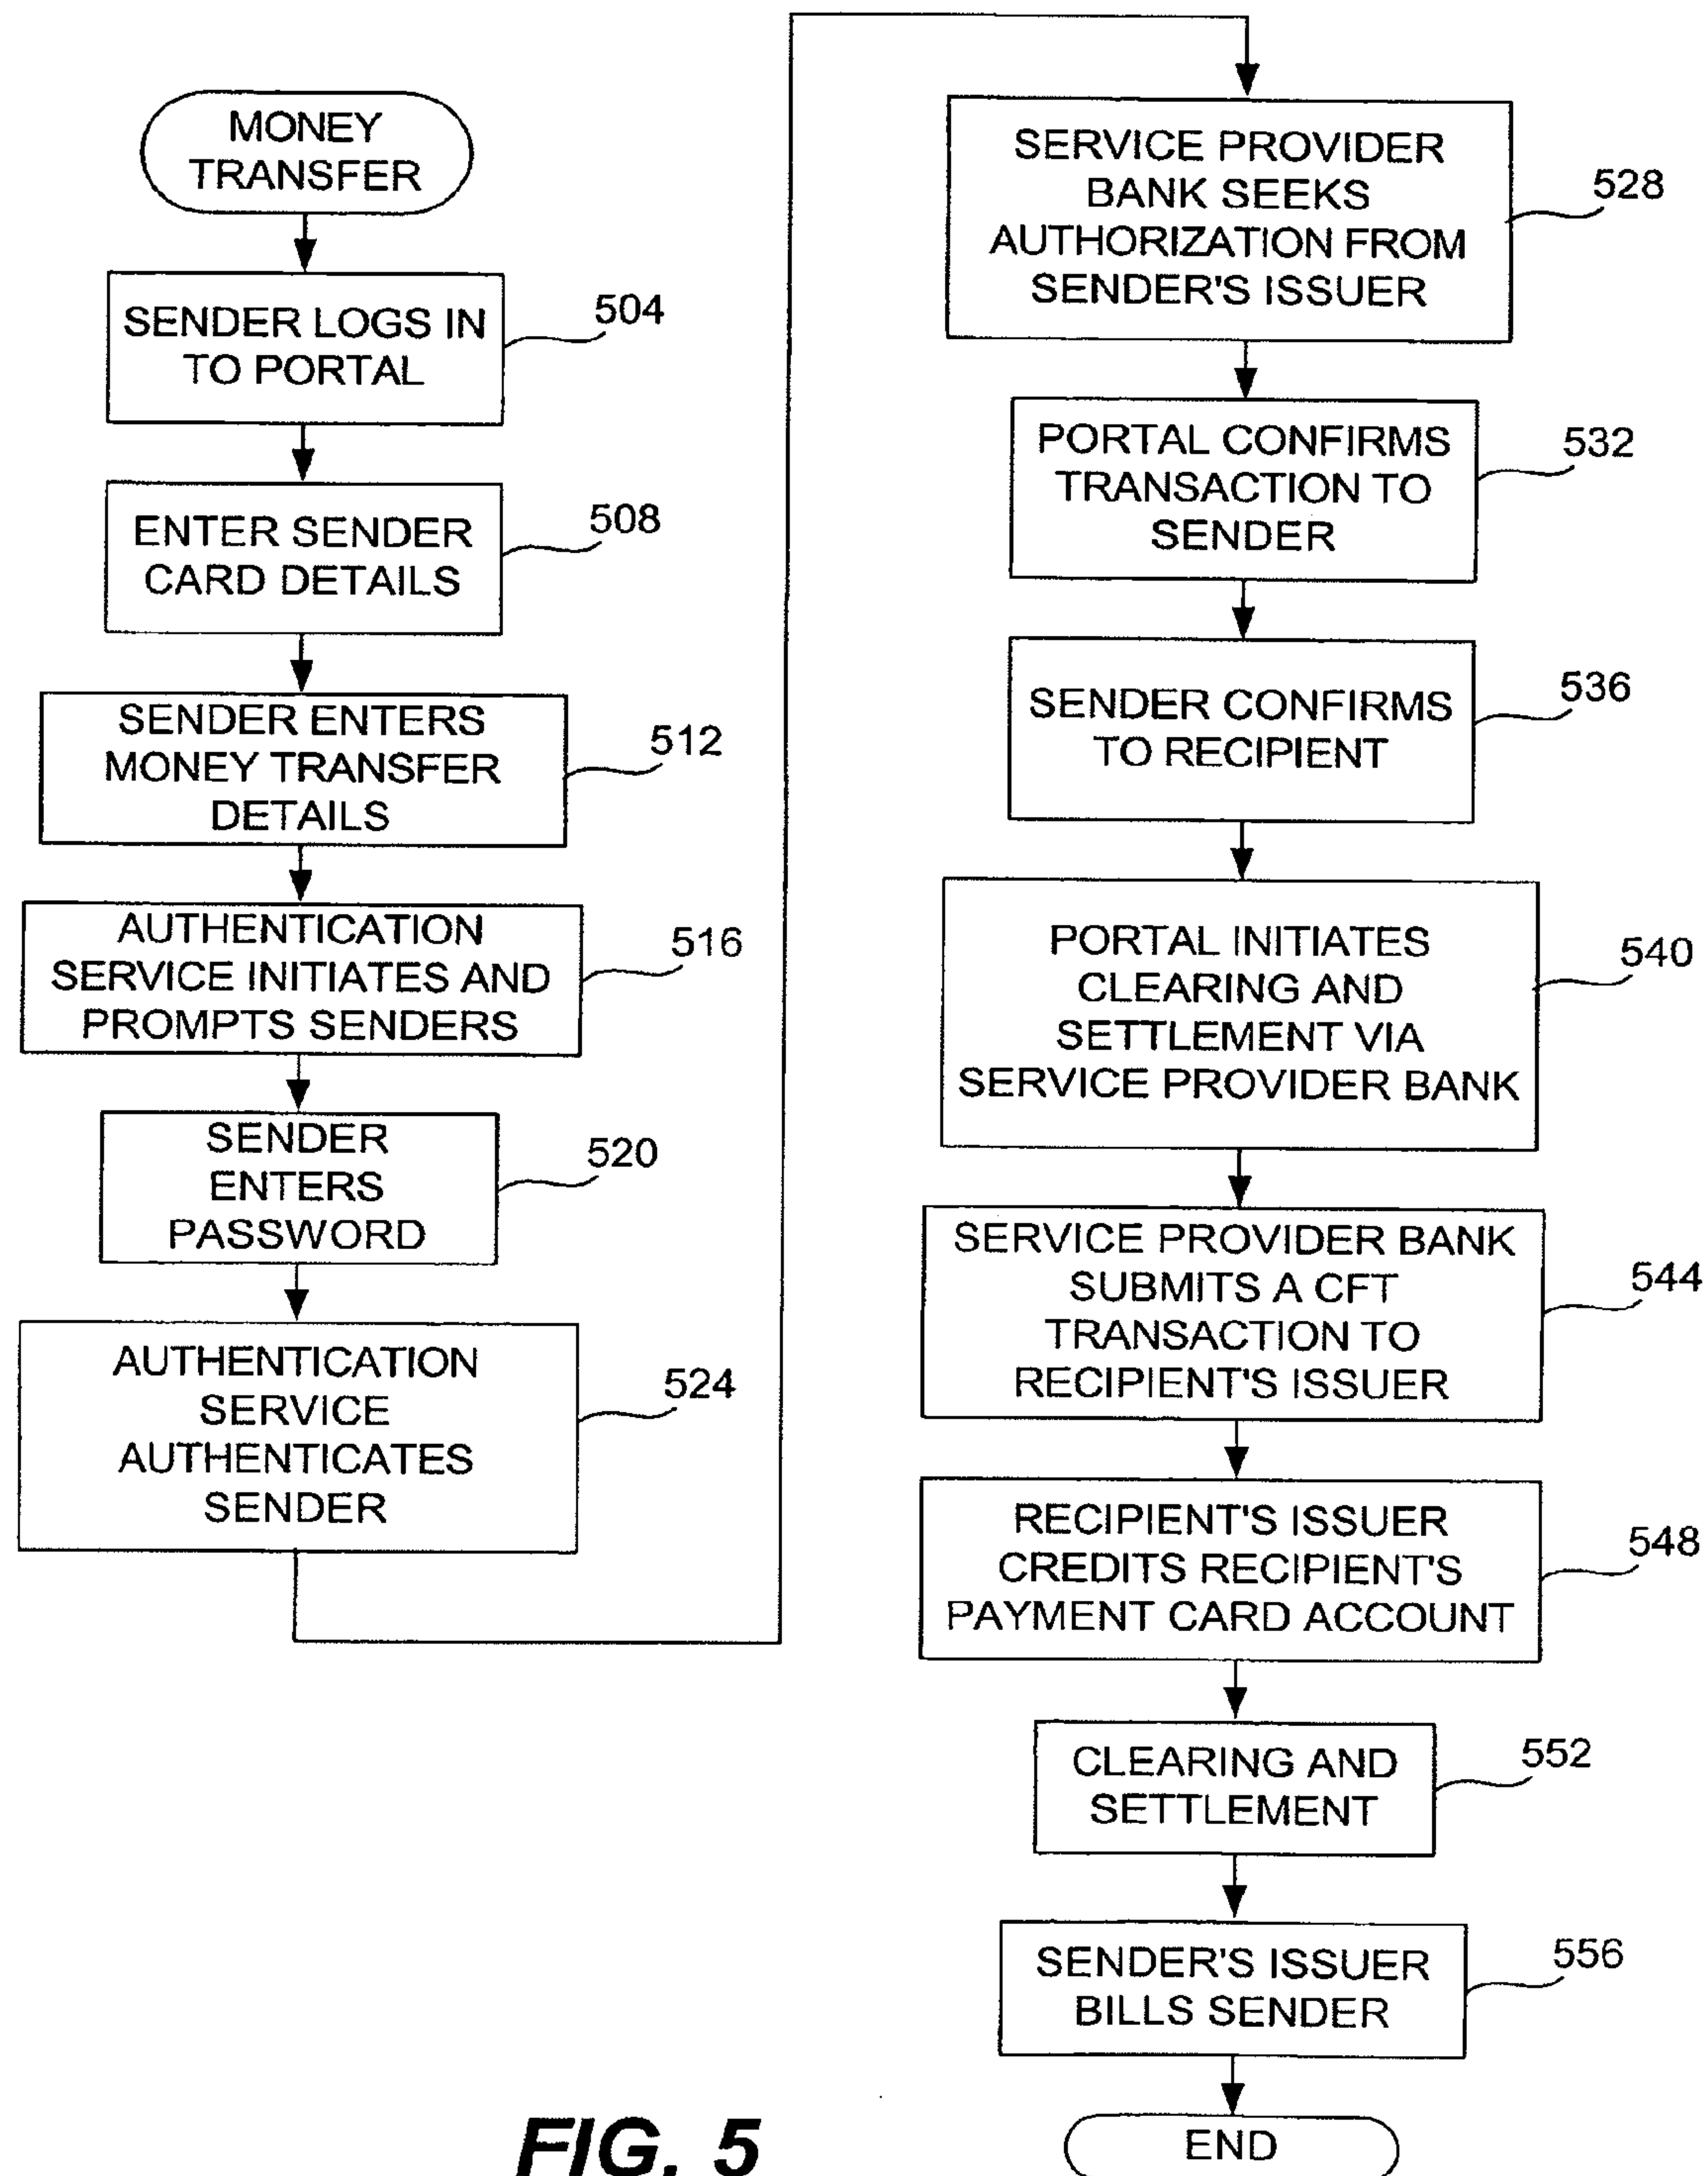 MONEY
TRANSFER
SENDER LOGS IN
TO PORTAL
504
ENTER SENDER
CARD DETAILS
508
SENDER ENTERS
MONEY TRANSFER
DETAILS
512
AUTHENTICATION
SERVICE INITIATES AND
PROMPTS SENDERS
516
SENDER
ENTERS
PASSWORD
520
AUTHENTICATION
SERVICE
AUTHENTICATES
SENDER
524
SERVICE PROVIDER
BANK SEEKS
AUTHORIZATION FROM
SENDER'S ISSUER
528
PORTAL CONFIRMS
TRANSACTION TO
SENDER
532
SENDER CONFIRMS
TO RECIPIENT
536
PORTAL INITIATES
CLEARING AND
SETTLEMENT VIA
SERVICE PROVIDER BANK
540
SERVICE PROVIDER BANK
SUBMITS A CFT
TRANSACTION TO
RECIPIENT'S ISSUER
544
RECIPIENT'S ISSUER
CREDITS RECIPIENT'S
PAYMENT CARD ACCOUNT
548
CLEARING AND
SETTLEMENT
552
SENDER'S ISSUER
BILLS SENDER
556
END
FIG. 5